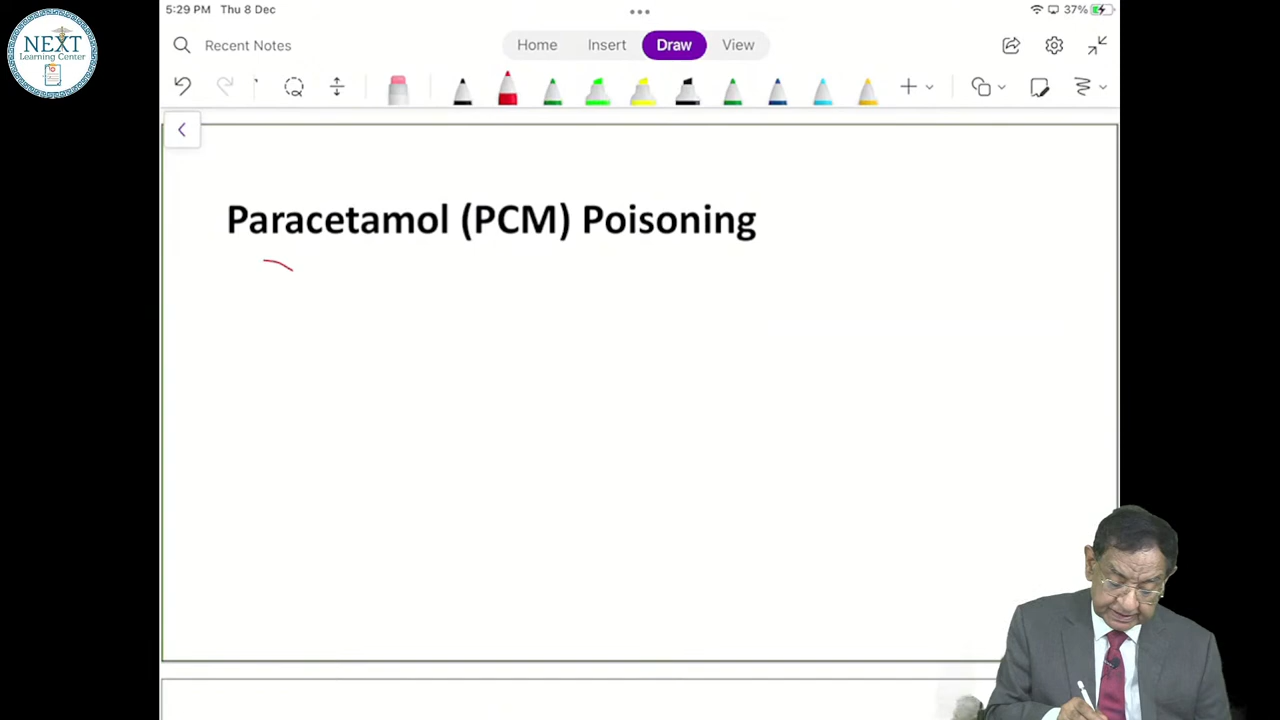 5:29 PM Thu 8 Dec
37%
NEXT
Learning Center
Recent Notes
Home Insert Draw View
Paracetamol (PCM) Poisoning